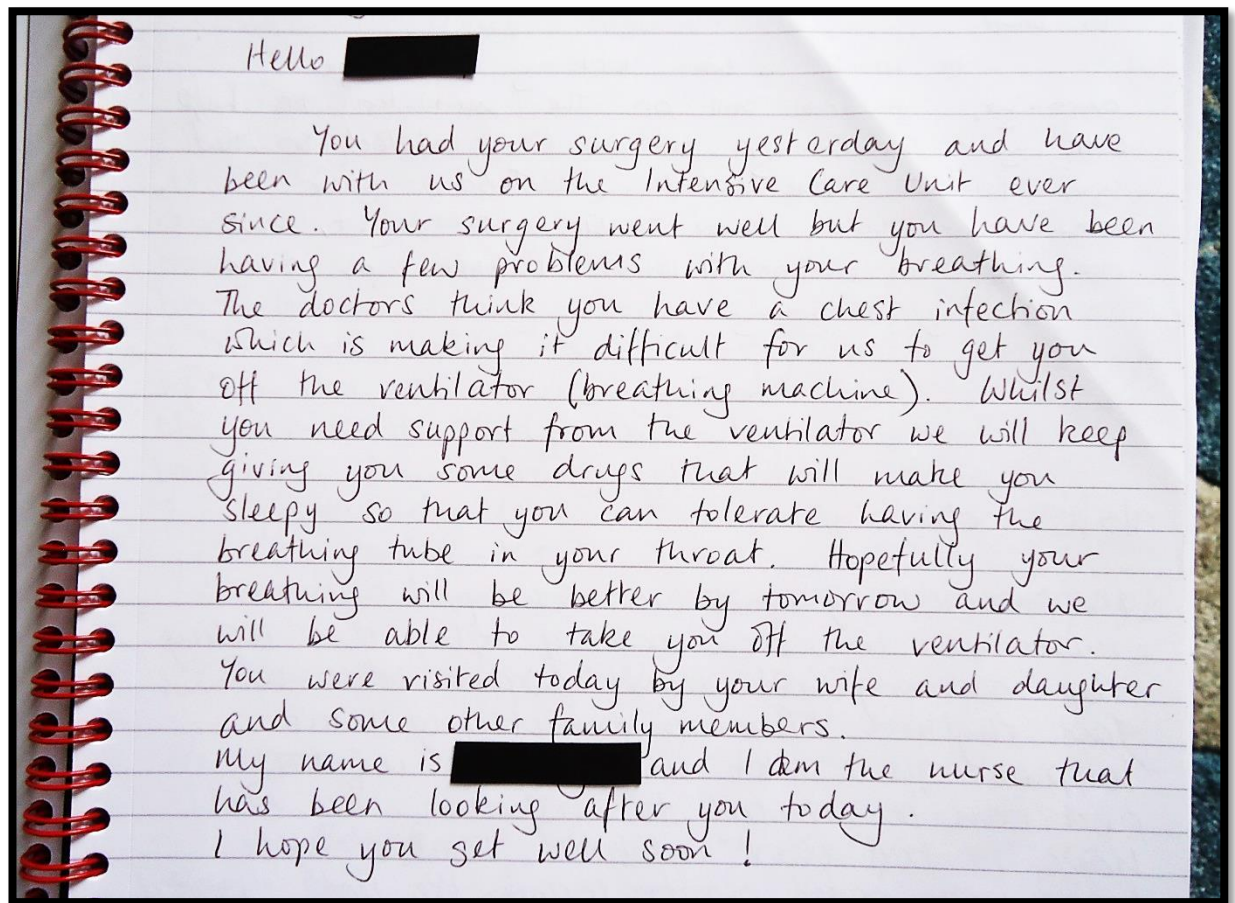 Hello
You had your surgery yesterday and have
been with us on the Intensive Care Unit ever
since. Your surgery went well but you have been
having a few problems with your breathing.
The doctors think you have a chest infection
which is making it difficult for us to get you
off the ventilator (breathing machine). Whilst
you need support from the ventilator we will keep
giving you some drugs that will make you
sleepy so that you can tolerate having the
breathing tube in your throat. Hopefully your
breathing will be better by tomorrow and we
will be able to take you off the ventilator.
You were visited today by your wife and daughter
and some other family members.
My name is and I am the nurse that
has been looking after you today.
I hope you get well soon!